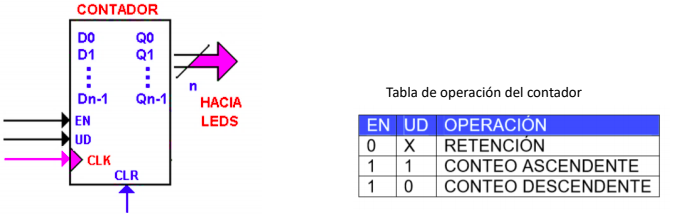 CONTADOR
D0 Q0
D1 Q1
Dn-1 Qn-1
n
HACIA
LEDS
EN
UD
CLK
CLR
Tabla de operación del contador
EN UD OPERACIÓN
0 X RETENCIÓN
1 1 CONTEO ASCENDENTE
1 0 CONTEO DESCENDENTE